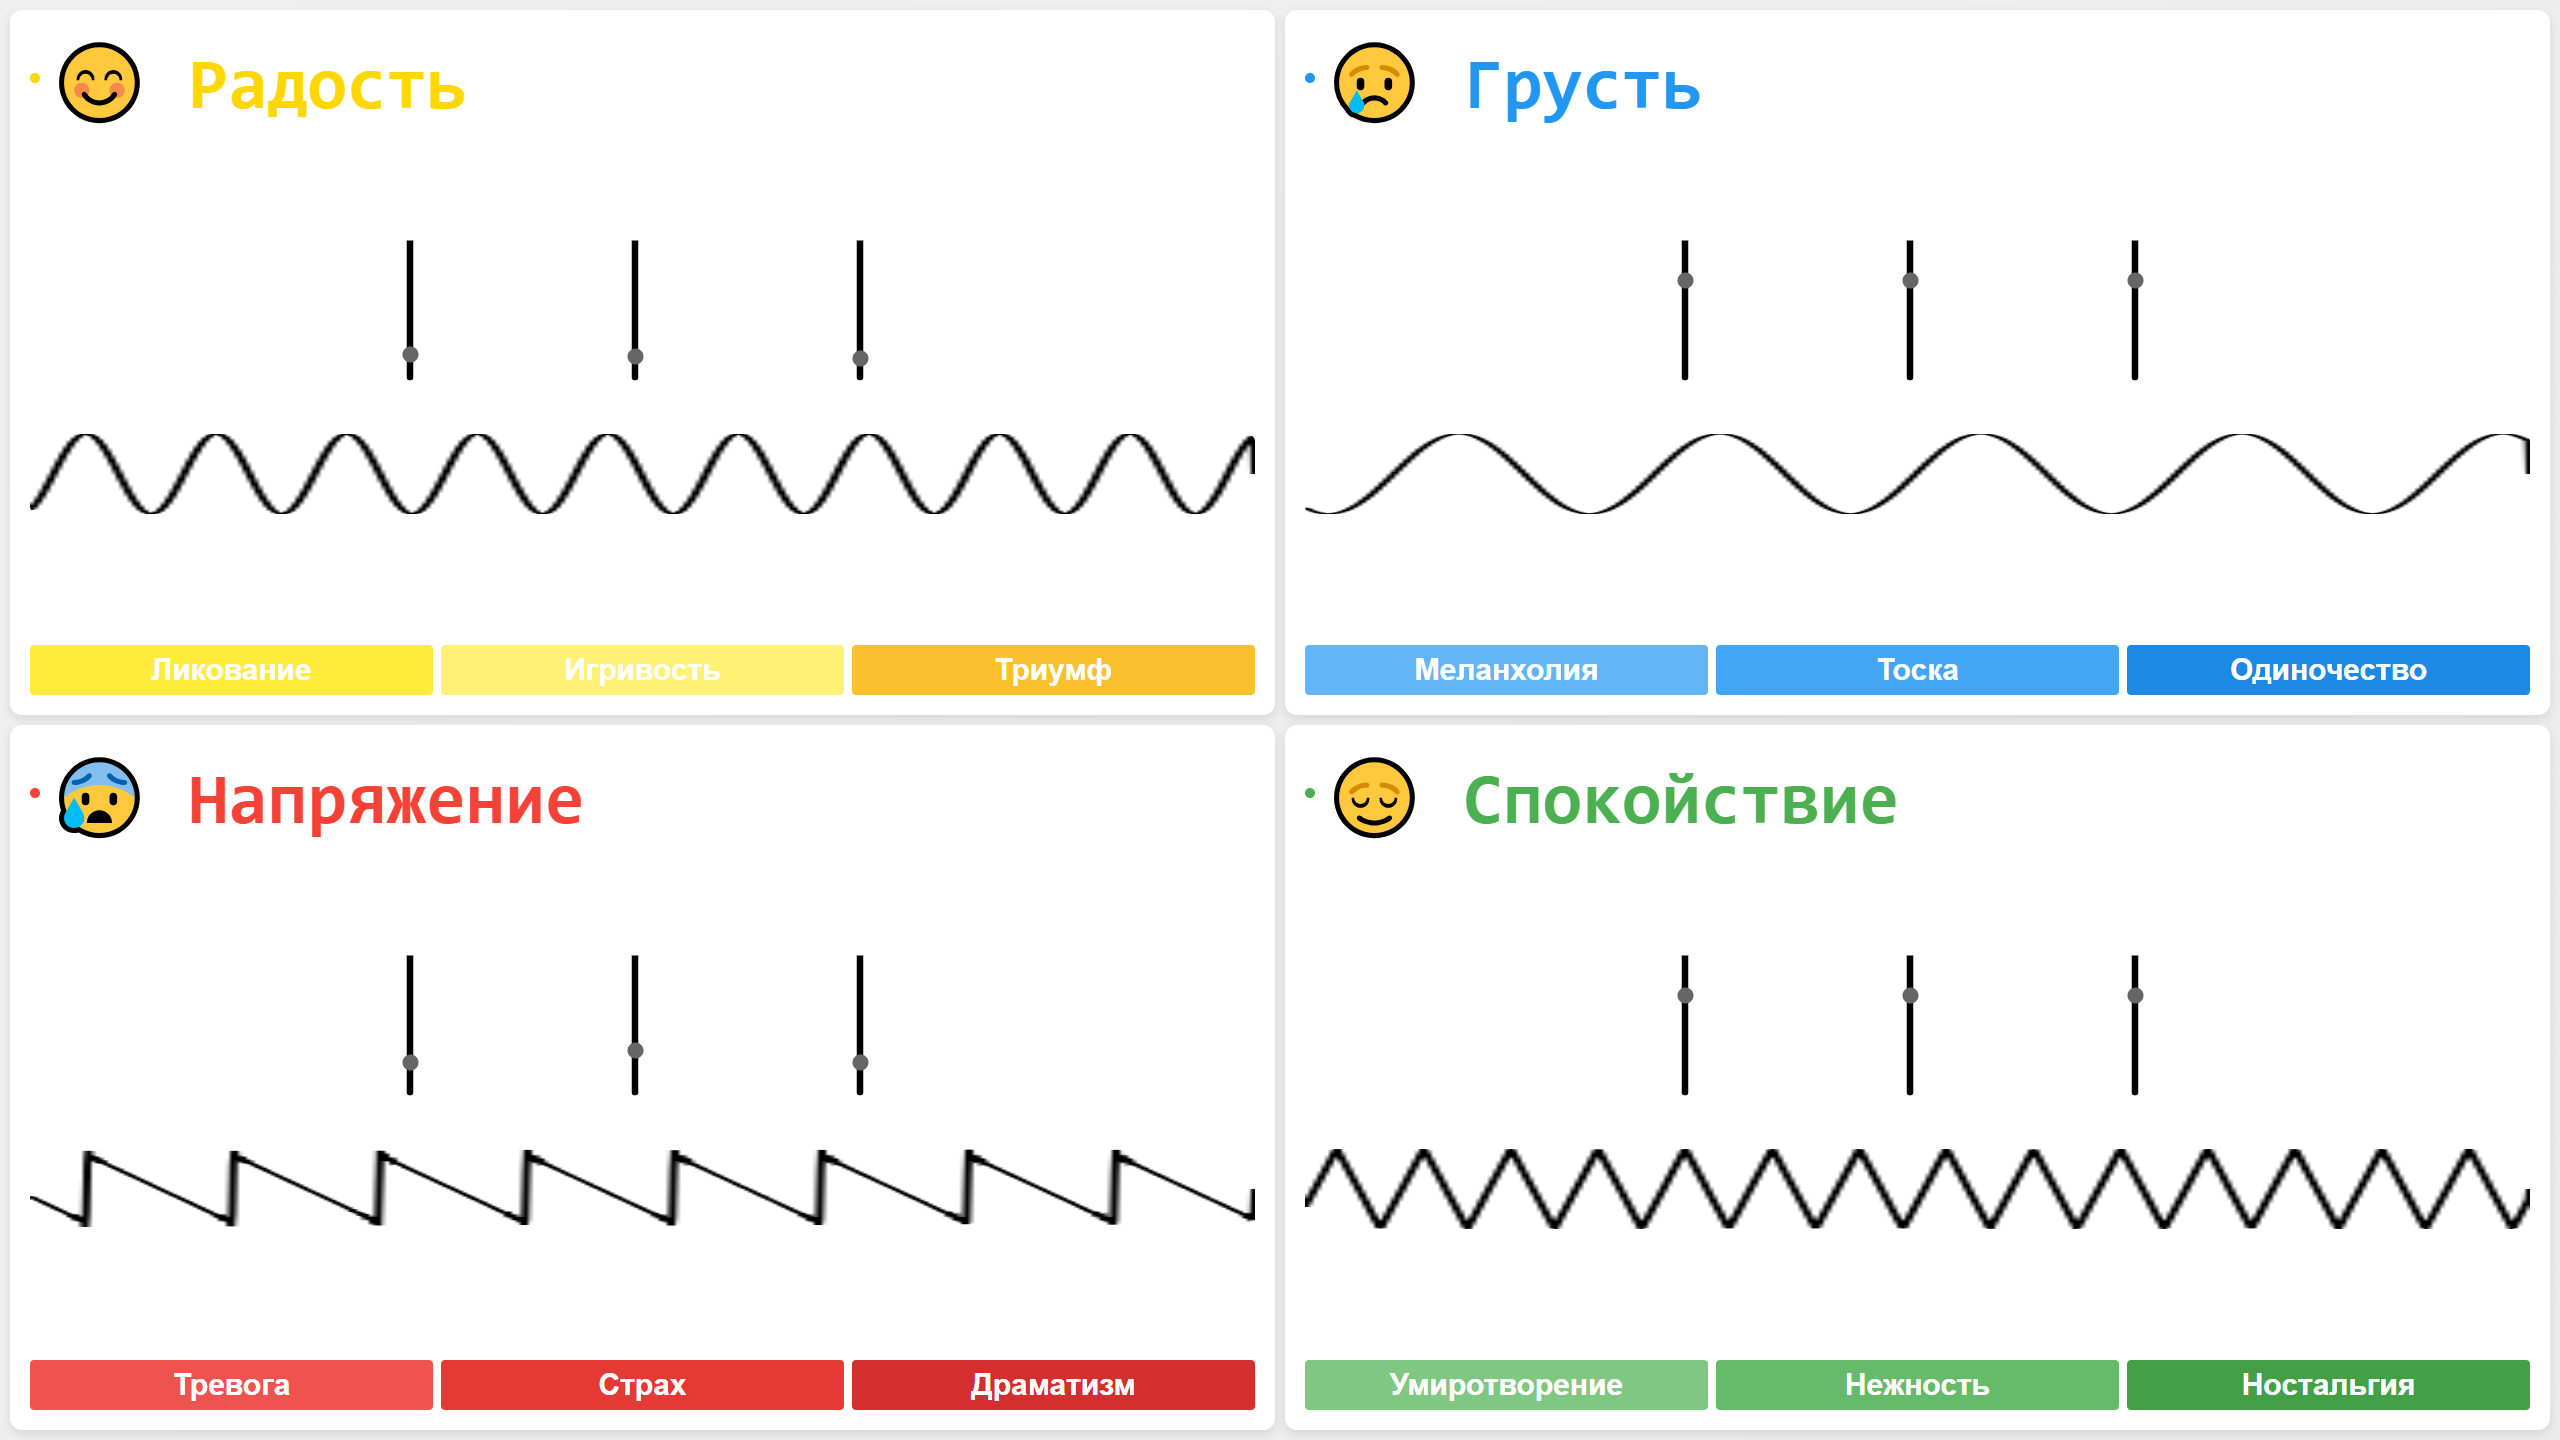 Радость
Ликование
Игривость
Триумф
Грусть
Меланхолия
Тоска
Одиночество
Напряжение
Тревога
Страх
Драматизм
Спокойствие
Умиротворение
Нежность
Ностальгия